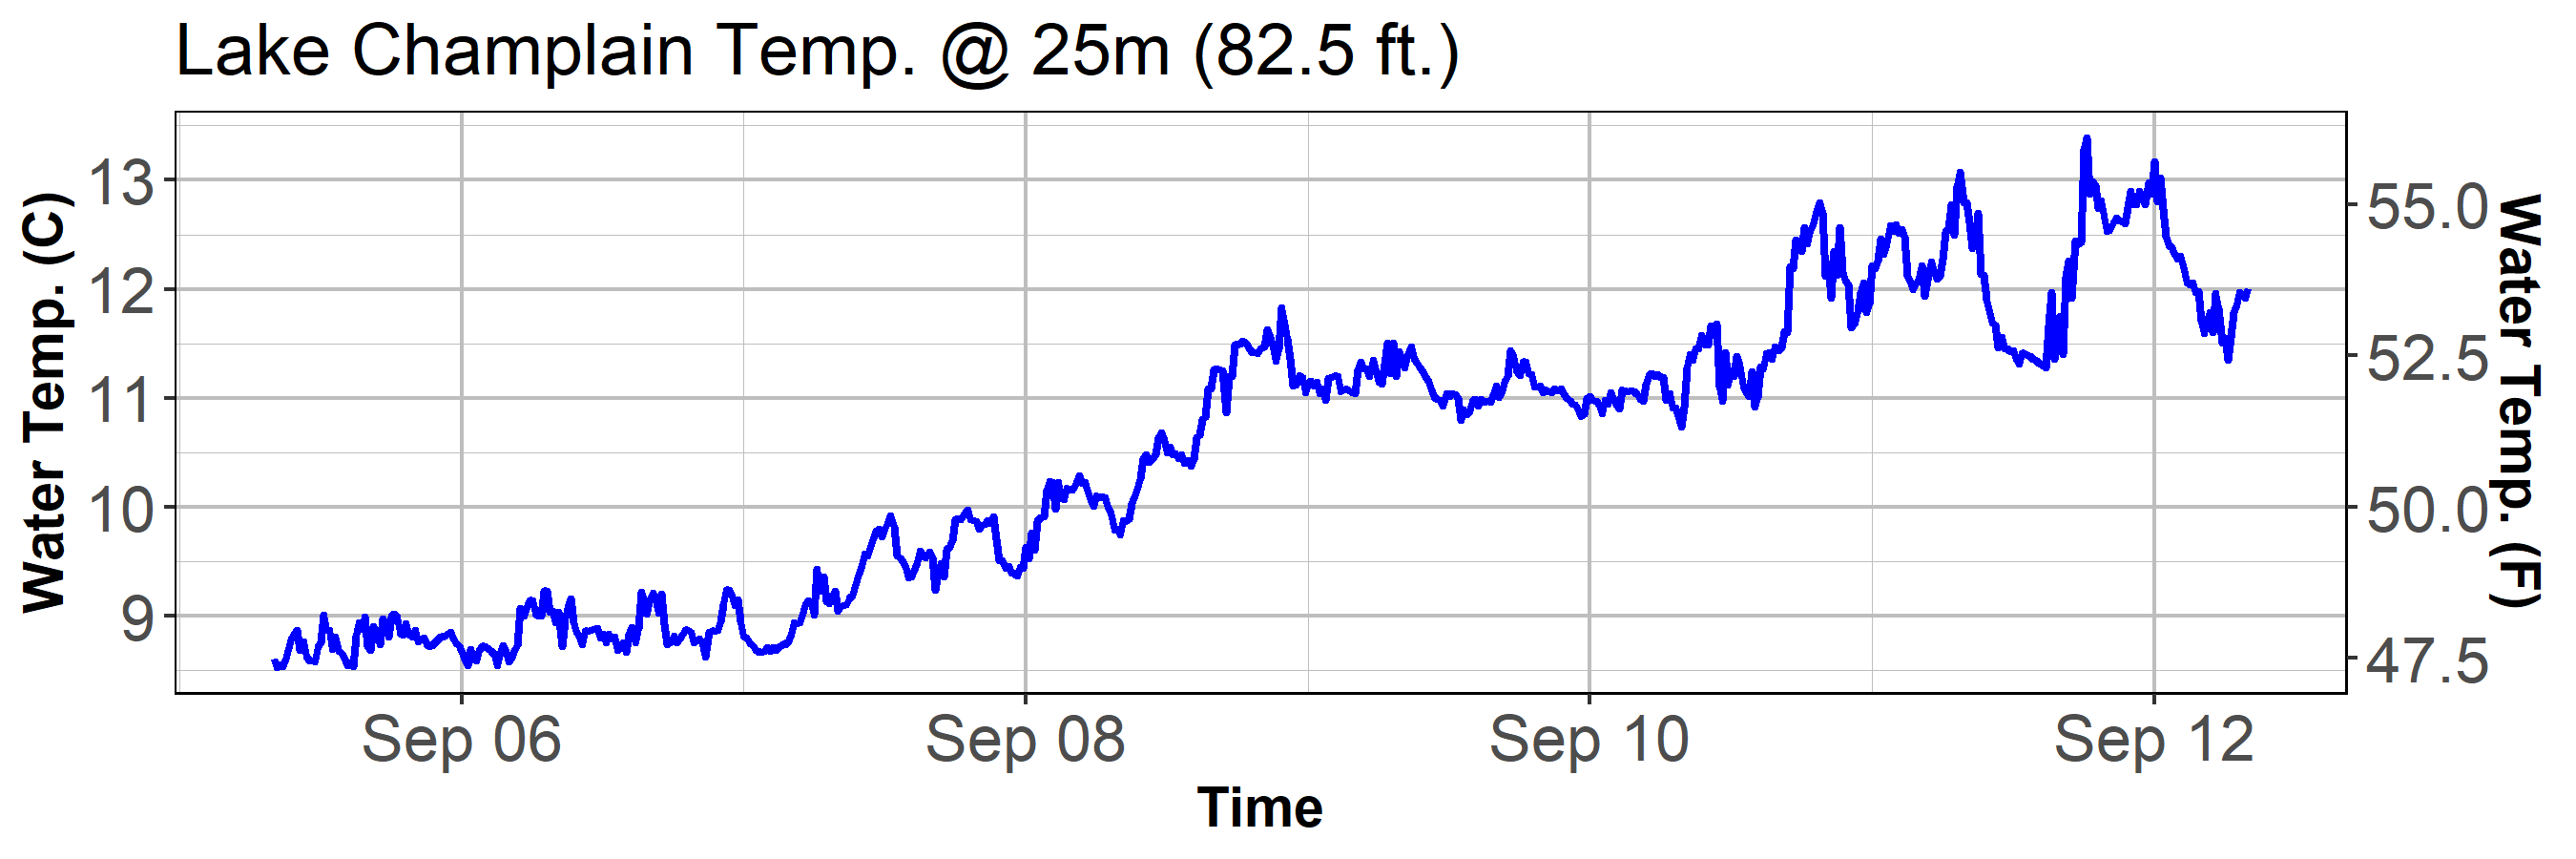 Lake Champlain Temp. @ 25m (82.5 ft.)
Water Temp. (C)
13
12
11
10
9
55.0
52.5
50.0
47.5
Water Temp. (F)
Sep 06 Sep 08 Sep 10 Sep 12
Time